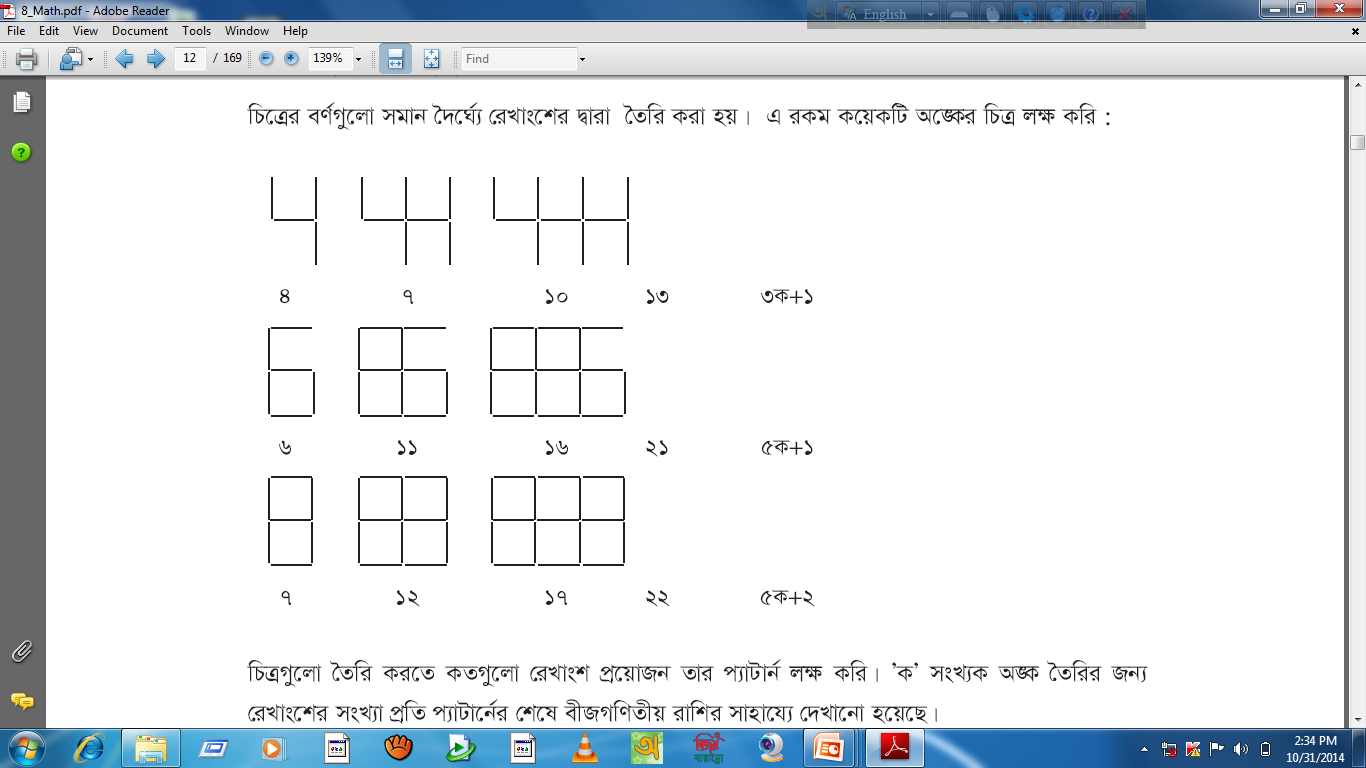 8_Math.pdf - Adobe Reader
English
File Edit View Document Tools Window Help
12 / 169 139% Find
চিত্রের বর্ণগুলো সমান দৈর্ঘ্যে রেখাংশের দ্বারা তৈরি করা হয়। এ রকম কয়েকটি অঙ্কের চিত্র লক্ষ করি :
৪ ৭ ১০ ১৩ ৩ক+১
৬ ১১ ১৬ ২১ ৫ক+১
৭ ১২ ১৭ ২২ ৫ক+২
চিত্রগুলো তৈরি করতে কতগুলো রেখাংশ প্রয়োজন তার প্যাটার্ন লক্ষ করি। ’ক’ সংখ্যক অঙ্ক তৈরির জন্য
রেখাংশের সংখ্যা প্রতি প্যাটার্নের শেষে বীজগণিতীয় রাশির সাহায্যে দেখানো হয়েছে।
2:34 PM
10/31/2014